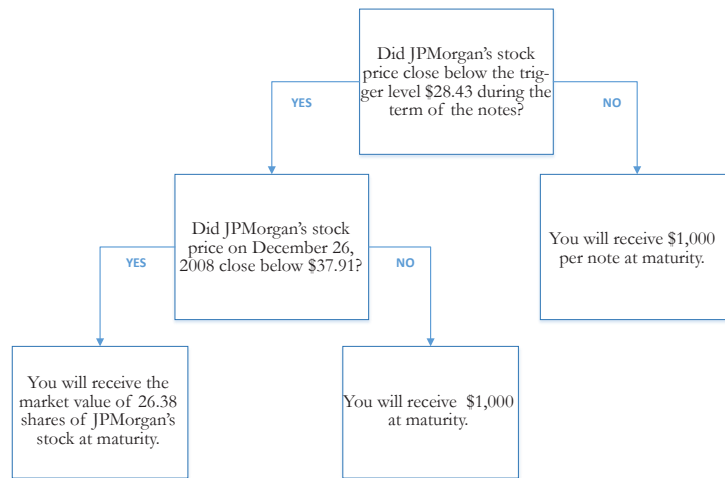 Did JPMorgan's stock
price close below the trig-
ger level $28.43 during the
term of the notes?
YES
NO
Did JPMorgan's stock
price on December 26,
2008 close below $37.91?
You will receive $1,000
per note at maturity.
YES
NO
You will receive the
market value of 26.38
shares of JPMorgan's
stock at maturity.
You will receive  $1,000
at maturity.